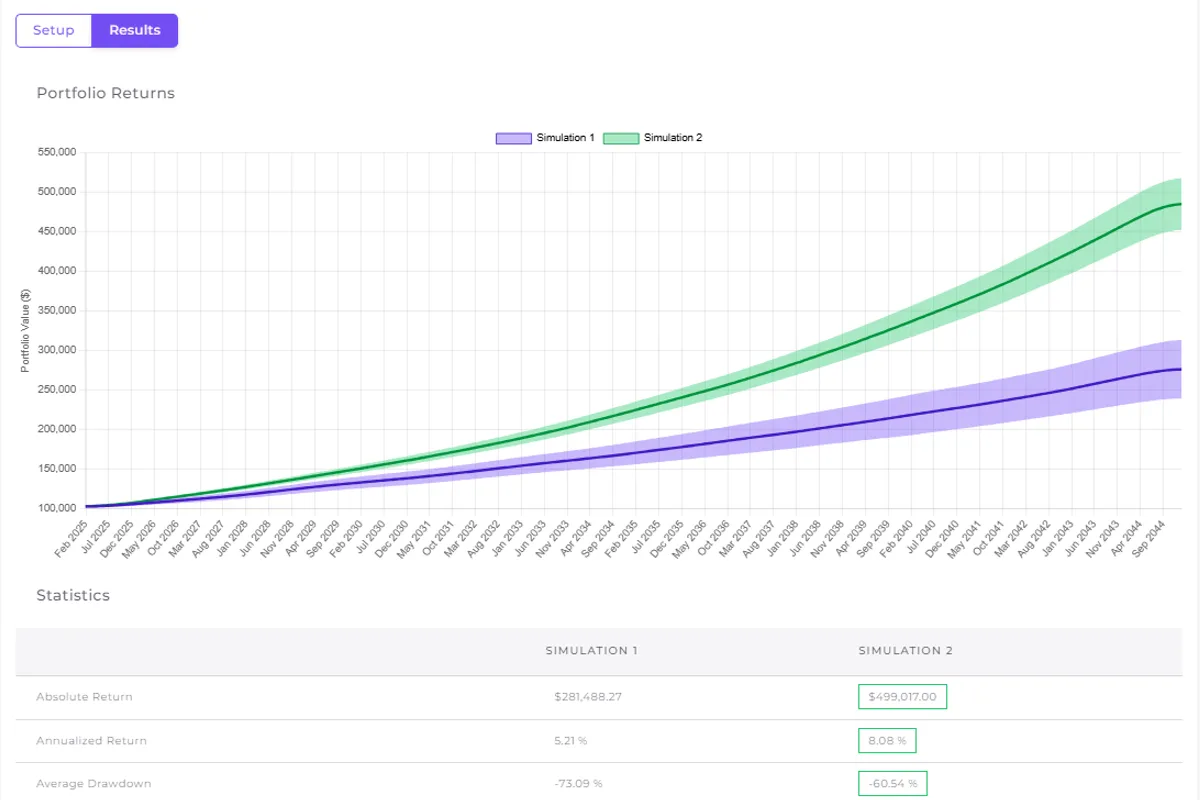 Setup Results
Portfolio Returns
Simulation 1 Simulation 2
550,000
500,000
450,000
400,000
350,000
300,000
250,000
200,000
150,000
100,000
Portfolio Value ($)
Feb 2025 Jul 2025 Dec 2025 May 2026 Oct 2026 Mar 2027 Aug 2027 Jan 2028 Jun 2028 Nov 2028 Apr 2029 Sep 2029 Feb 2030 Jul 2030 Dec 2030 May 2031 Oct 2031 Mar 2032 Aug 2032 Jan 2033 Jun 2033 Nov 2033 Apr 2034 Sep 2034 Feb 2035 Jul 2035 Dec 2035 May 2036 Oct 2036 Mar 2037 Aug 2037 Jan 2038 Jun 2038 Nov 2038 Apr 2039 Sep 2039 Feb 2040 Jul 2040 Dec 2040 May 2041 Oct 2041 Mar 2042 Aug 2042 Jan 2043 Jun 2043 Nov 2043 Apr 2044 Sep 2044
Statistics
SIMULATION 1 SIMULATION 2
Absolute Return $281,488.27 $499,017.00
Annualized Return 5.21 % 8.08 %
Average Drawdown -73.09 % -60.54 %